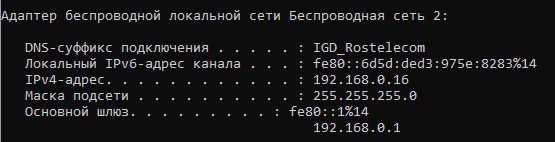 Адаптер беспроводной локальной сети Беспроводная сеть 2:
DNS-суффикс подключения . . . . . : IGD_Rostelecom
Локальный IPv6-адрес канала . . . : fe80::6d5d:ded3:975e:8283%14
IPv4-адрес. . . . . . . . . . . . : 192.168.0.16
Маска подсети . . . . . . . . . . : 255.255.255.0
Основной шлюз. . . . . . . . . : fe80::1%14
192.168.0.1